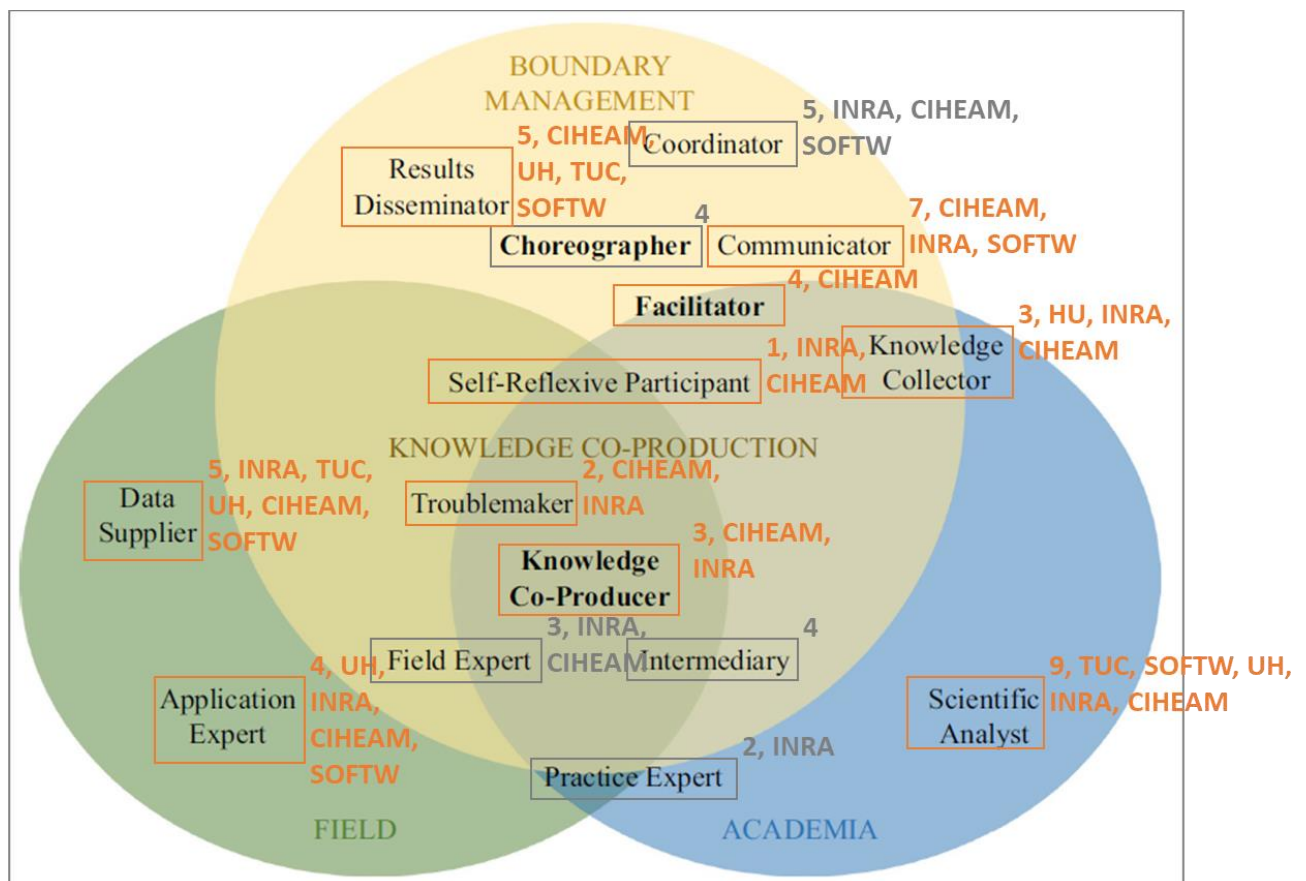 BOUNDARY
MANAGEMENT
5, INRA, CIHEAM,
SOFTW
Coordinator
5, CIHEAM,
UH, TUC,
SOFTW
Results
Disseminator
4
Choreographer
Communicator
7, CIHEAM,
INRA, SOFTW
4, CIHEAM
Facilitator
3, HU, INRA,
CIHEAM
Knowledge
Collector
1, INRA,
CIHEAM
Self-Reflexive Participant
KNOWLEDGE CO-PRODUCTION
5, INRA, TUC,
UH, CIHEAM,
SOFTW
Data
Supplier
2, CIHEAM,
INRA
Troublemaker
3, CIHEAM,
INRA
Knowledge
Co-Producer
3, INRA,
CIHEAM
Field Expert
4
Intermediary
4, UH,
INRA,
CIHEAM,
SOFTW
Application
Expert
9, TUC, SOFTW, UH,
INRA, CIHEAM
Scientific
Analyst
2, INRA
Practice Expert
FIELD
ACADEMIA